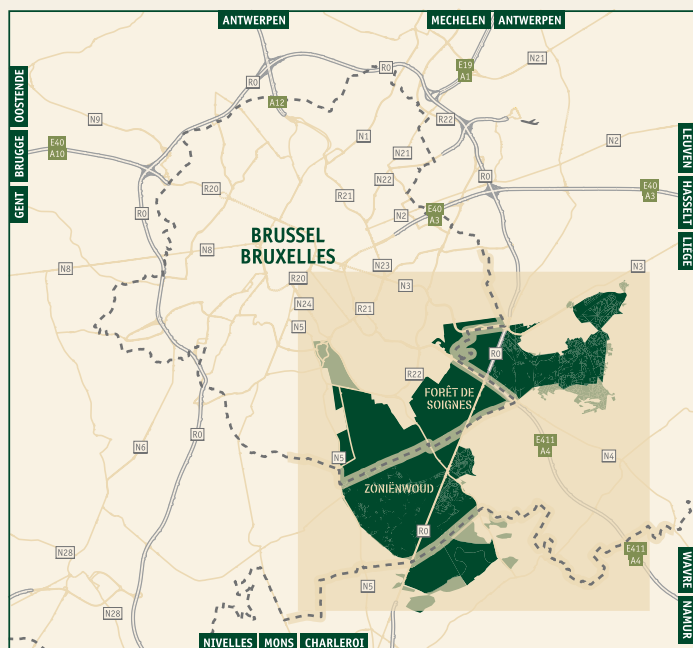 ANTWERPEN
MECHELEN ANTWERPEN
OOSTENDE
BRUGGE
GENT
LEUVEN
HASSELT
LIEGE
WAVRE
NAMUR
NIVELLES MONS CHARLEROI
R0
R0
E19
A1
N21
A12
N9
R22
N1
N2
E40
A10
N21
R0
N22
R20
R21
E40
A3
R0
N2
E40
A3
BRUSSEL
BRUXELLES
N8
N8
N23
N3
R20
N3
N24
R21
N5
R0
R22
FORÊT DE
SOIGNES
R0
E411
A4
N6
N5
N4
ZONIËNWOUD
R0
N28
E411
A4
N5
N28